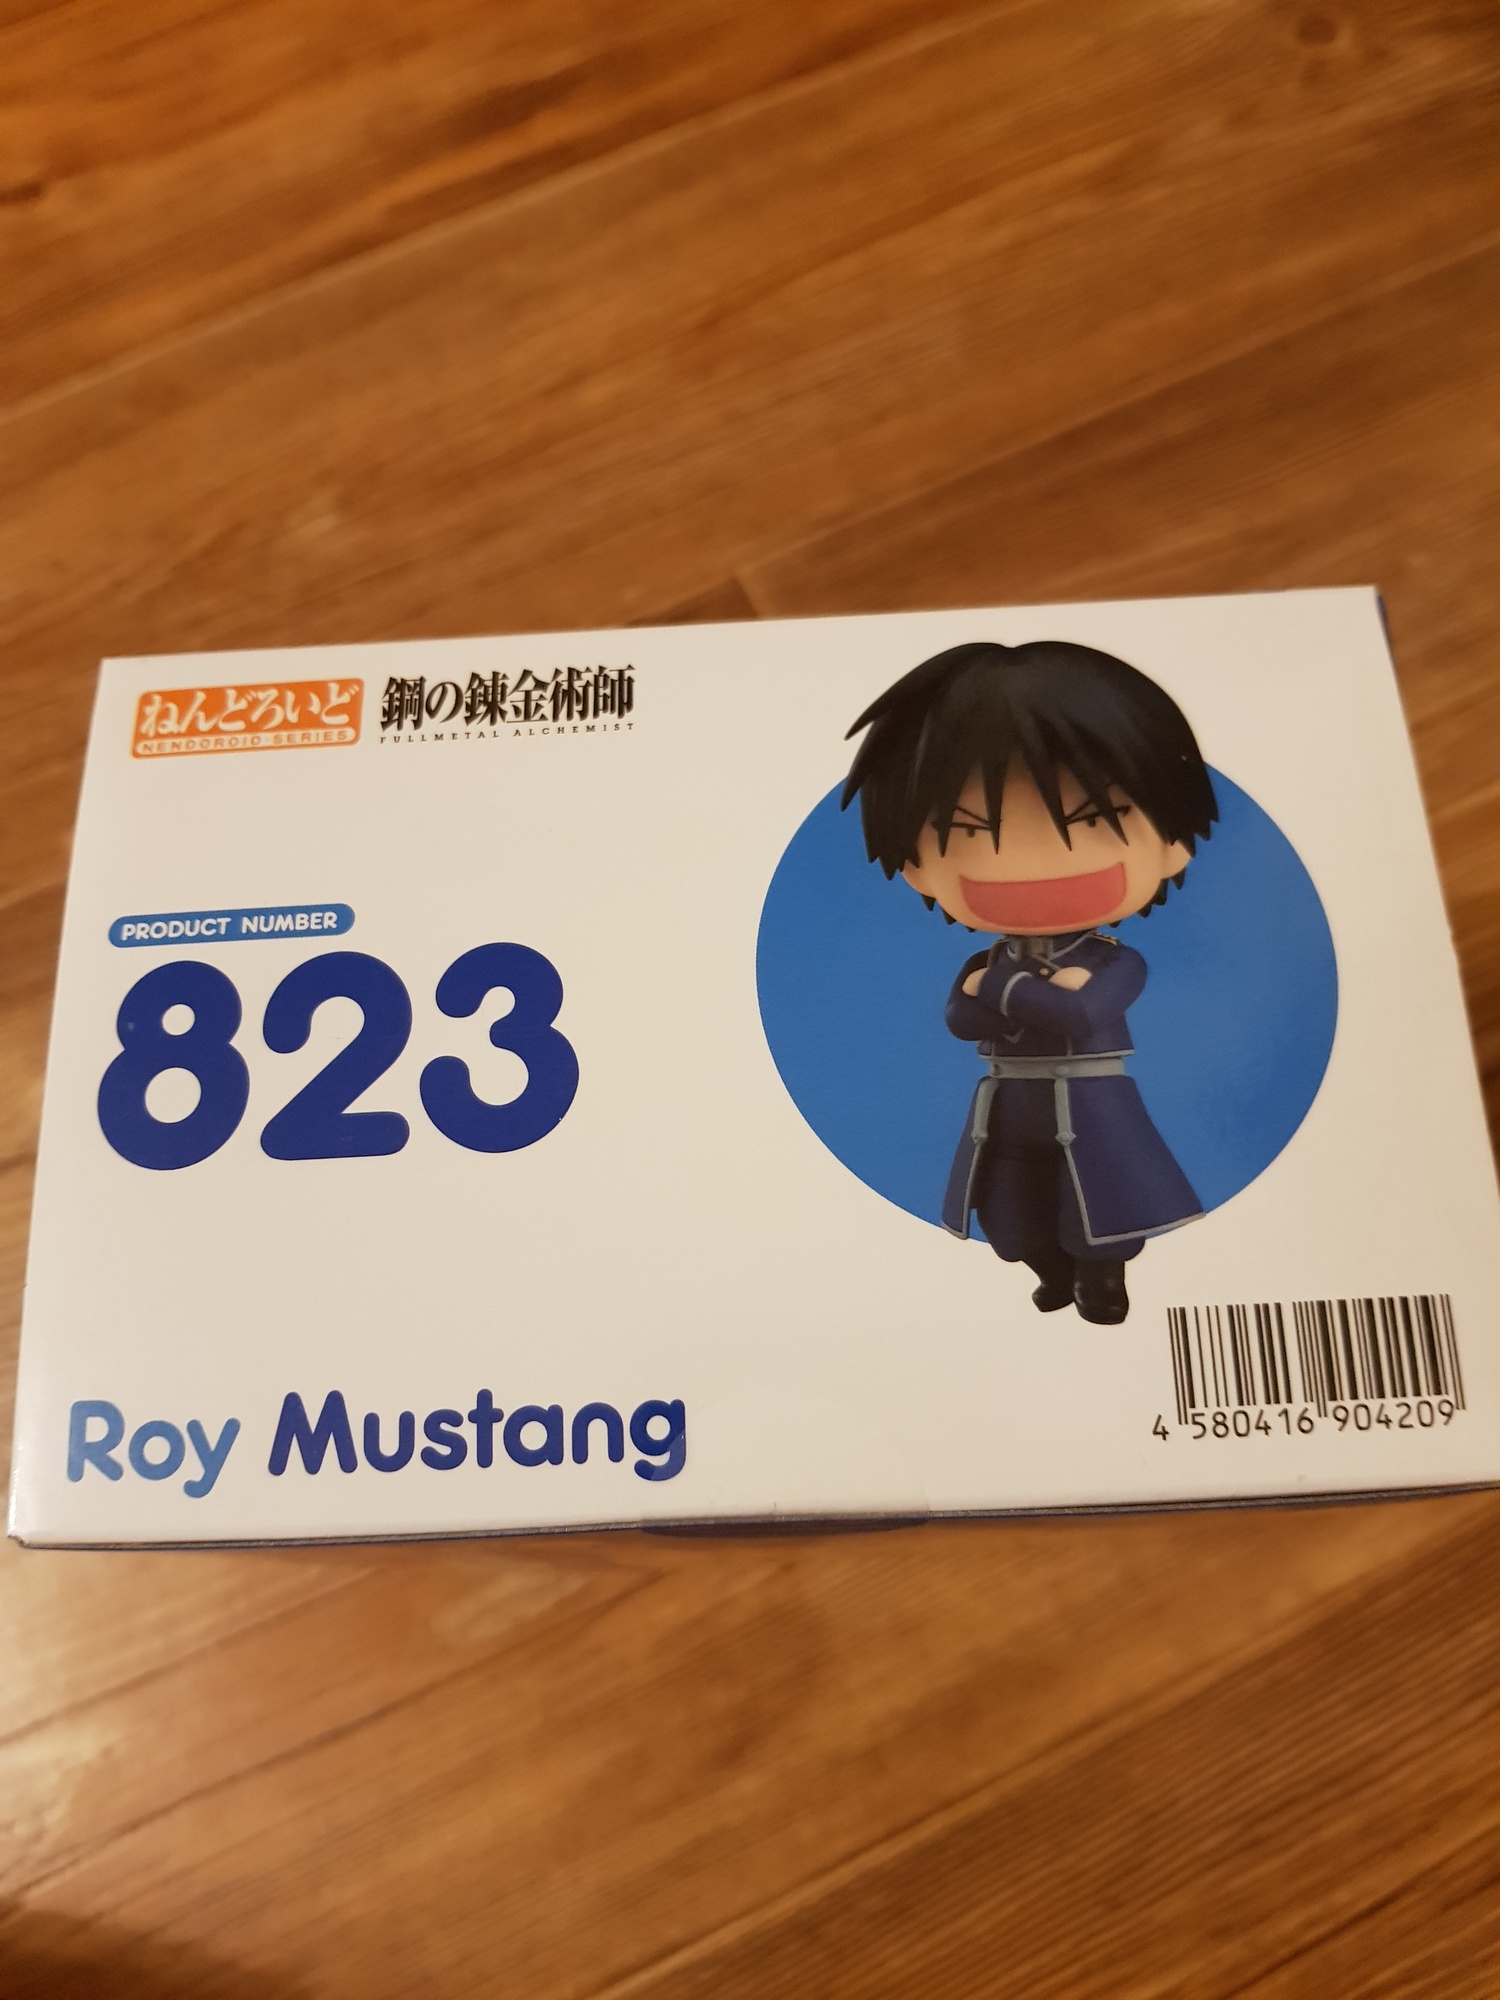 ねんどろいど
NENDOROID SERIES
鋼の錬金術師
FULLMETAL ALCHEMIST
PRODUCT NUMBER
823
Roy Mustang
4 580416 904209